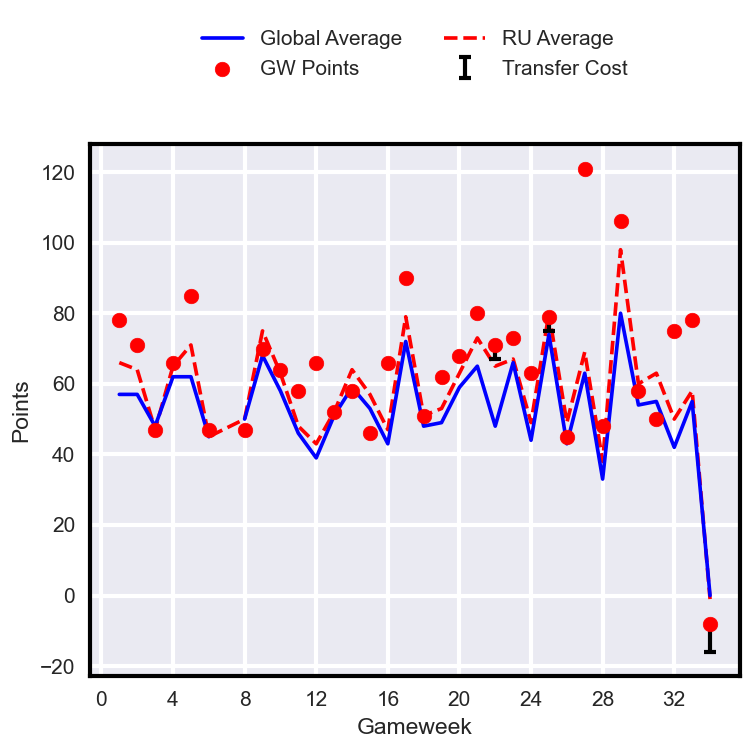 Global Average
RU Average
GW Points
Transfer Cost
120
100
80
60
40
20
0
−20
Points
0 4 8 12 16 20 24 28 32
Gameweek